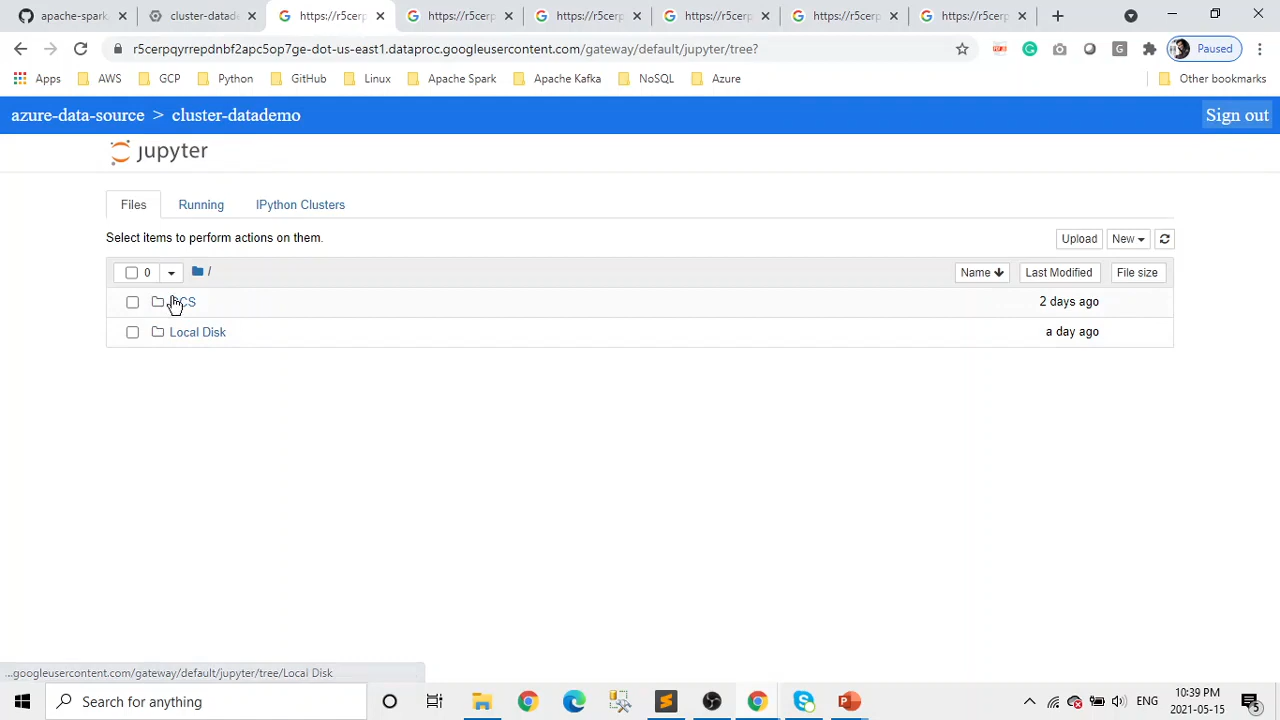 apache-spark
cluster-datade
https://r5cerp
https://r5cerp
https://r5cerp
https://r5cerp
https://r5cerp
https://r5cerp
r5cerpqyrrepdnbf2apc5op7ge-dot-us-east1.dataproc.googleusercontent.com/gateway/default/jupyter/tree?
Paused
Apps AWS GCP Python GitHub Linux Apache Spark Apache Kafka NoSQL Azure Other bookmarks
azure-data-source > cluster-datademo Sign out
jupyter
Files Running IPython Clusters
Select items to perform actions on them. Upload New
0 / Name Last Modified File size
CS 2 days ago
Local Disk a day ago
...googleusercontent.com/gateway/default/jupyter/tree/Local Disk
Search for anything
ENG
10:39 PM
2021-05-15
5